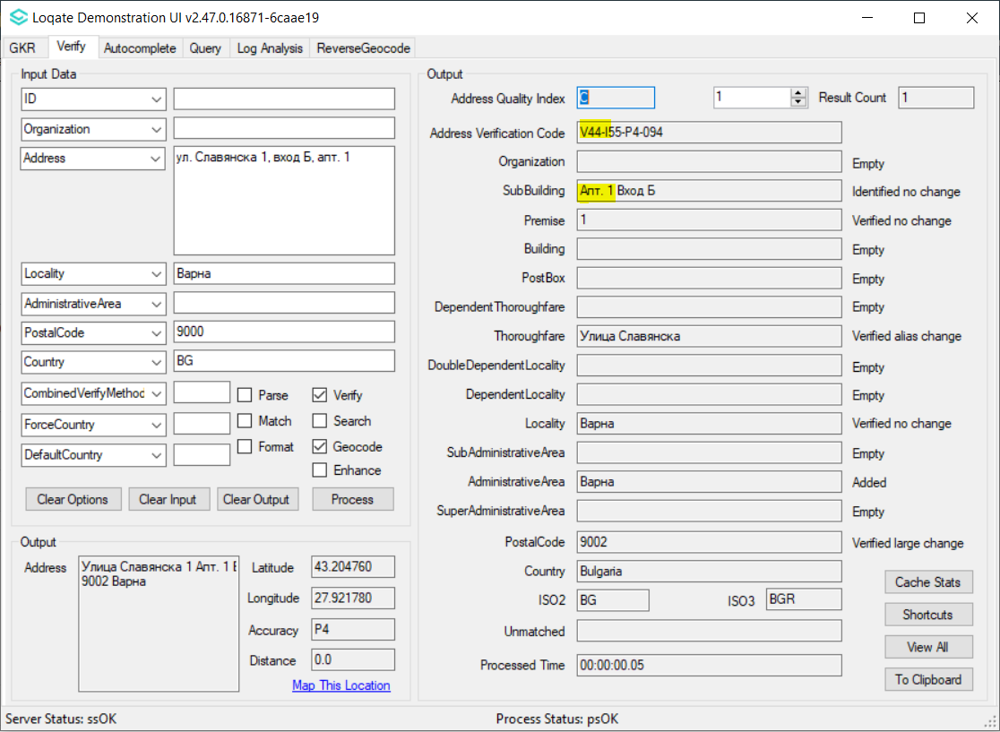 Loqate Demonstration UI v2.47.0.16871-6caae19
GKR Verify Autocomplete Query Log Analysis ReverseGeocode
Input Data
ID
Organization
Address ул. Славянска 1, вход Б, апт. 1
Locality Варна
AdministrativeArea
PostalCode 9000
Country BG
CombinedVerifyMethod Parse Verify
ForceCountry Match Search
DefaultCountry Format Geocode
Enhance
Clear Options Clear Input Clear Output Process
Output
Address Улица Славянска 1 Апт. 1
9002 Варна
Latitude 43.204760
Longitude 27.921780
Accuracy P4
Distance 0.0
Map This Location
Output
Address Quality Index C 1 Result Count 1
Address Verification Code V44-I55-P4-094
Organization Empty
SubBuilding Апт. 1 Вход Б Identified no change
Premise 1 Verified no change
Building Empty
PostBox Empty
DependentThoroughfare Empty
Thoroughfare Улица Славянска Verified alias change
DoubleDependentLocality Empty
DependentLocality Empty
Locality Варна Verified no change
SubAdministrativeArea Empty
AdministrativeArea Варна Added
SuperAdministrativeArea Empty
PostalCode 9002 Verified large change
Country Bulgaria
ISO2 BG ISO3 BGR
Unmatched
Processed Time 00:00:00.05
Cache Stats
Shortcuts
View All
To Clipboard
Server Status: ssOK Process Status: psOK